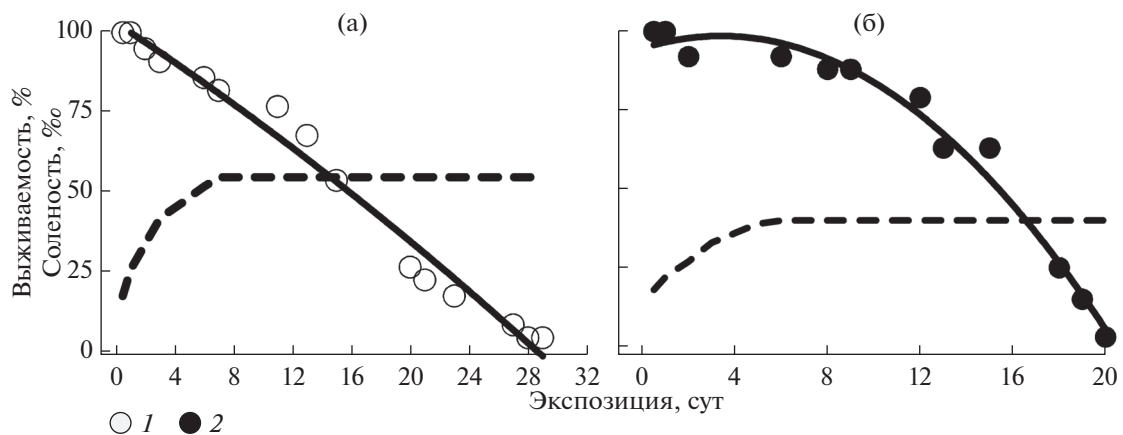 (а)
(б)
Выживаемость, %
Соленость, ‰
100
75
50
25
0
0 4 8 12 16 20 24 28 32
0 4 8 12 16 20
Экспозиция, сут
1 2